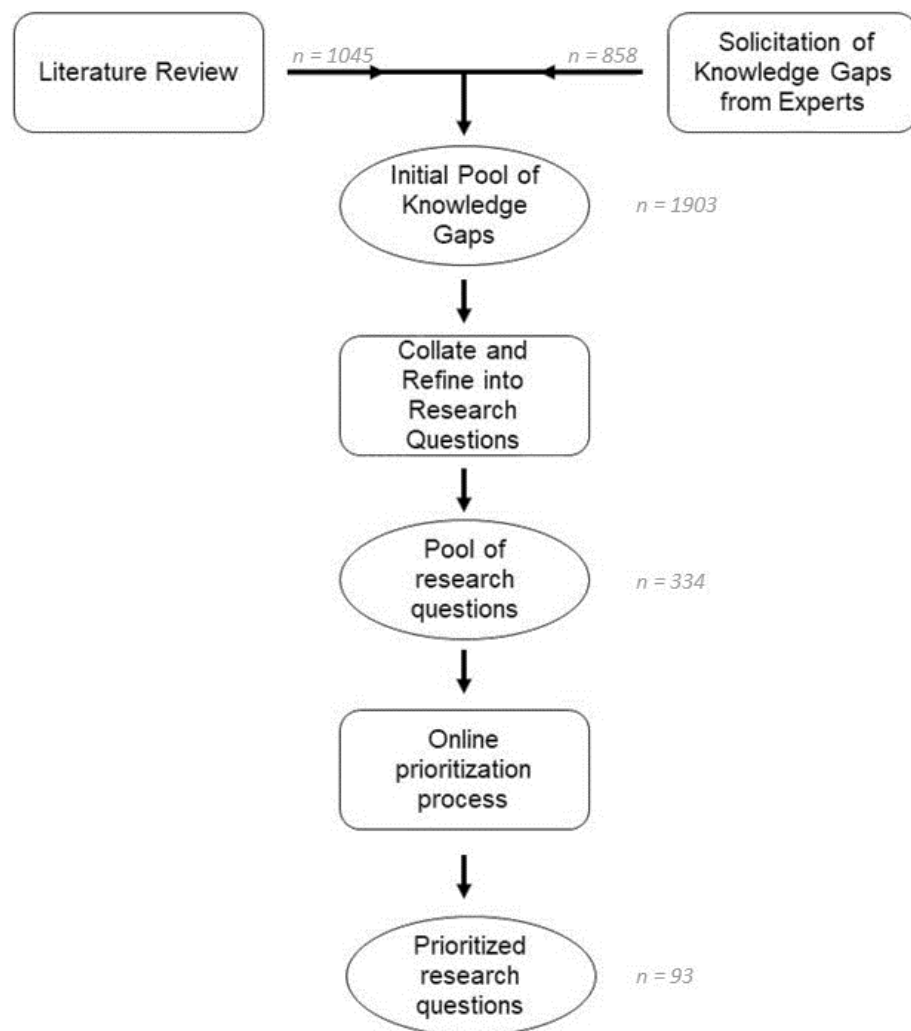 Literature Review
n = 1045
n = 858
Solicitation of
Knowledge Gaps
from Experts
Initial Pool of
Knowledge
Gaps
n = 1903
Collate and
Refine into
Research
Questions
Pool of
research
questions
n = 334
Online
prioritization
process
Prioritized
research
questions
n = 93